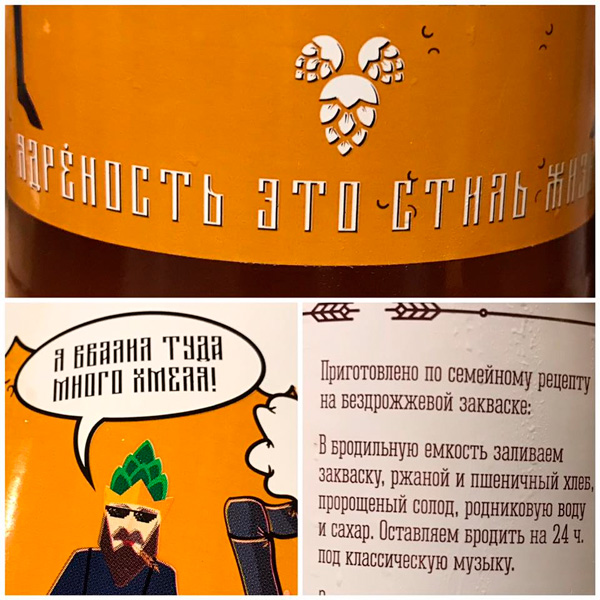 ЯДРЁНОСТЬ ЭТО СТИЛЬ
Я ВВАЛИЛ ТУДА
МНОГО ХМЕЛЯ!
Приготовлено по семейному рецепту
на бездрожжевой закваске:
В бродильную емкость заливаем
закваску, ржаной и пшеничный хлеб,
пророщеный солод, родниковую воду
и сахар. Оставляем бродить на 24 ч.
под классическую музыку.